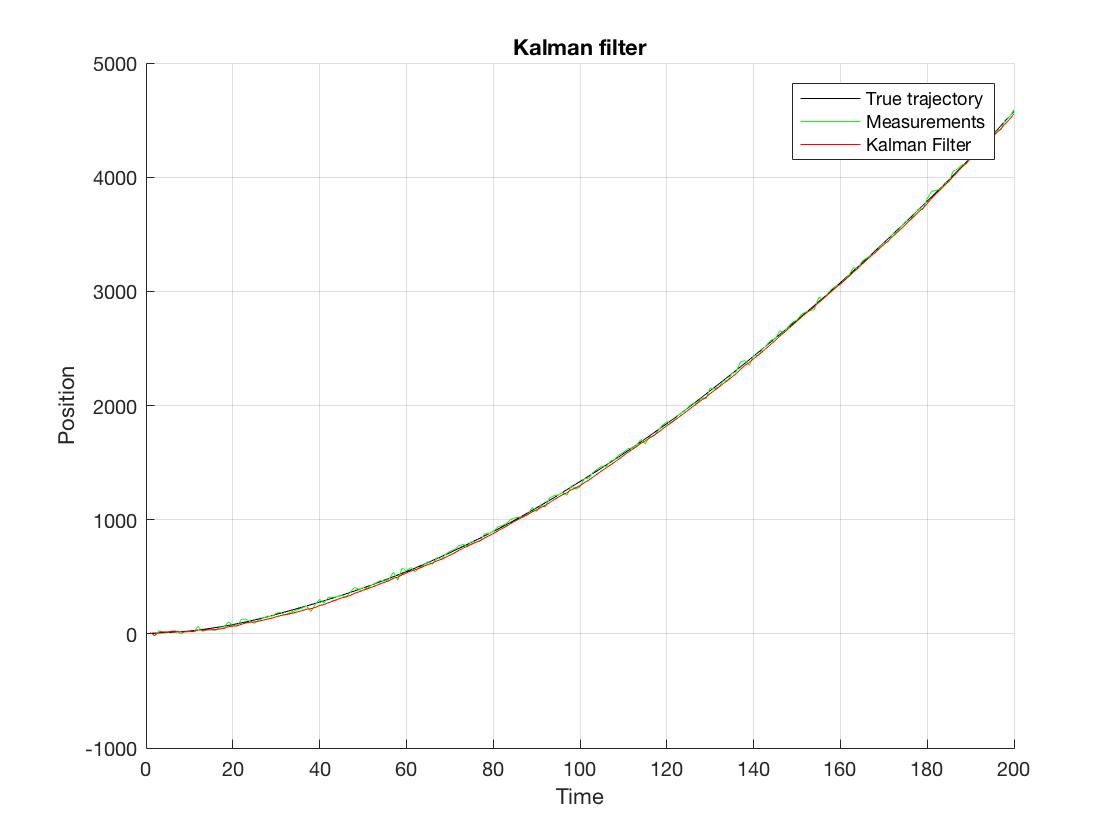 Kalman filter
5000
True trajectory
Measurements
Kalman Filter
4000
3000
2000
1000
0
-1000
Position
0 20 40 60 80 100 120 140 160 180 200
Time